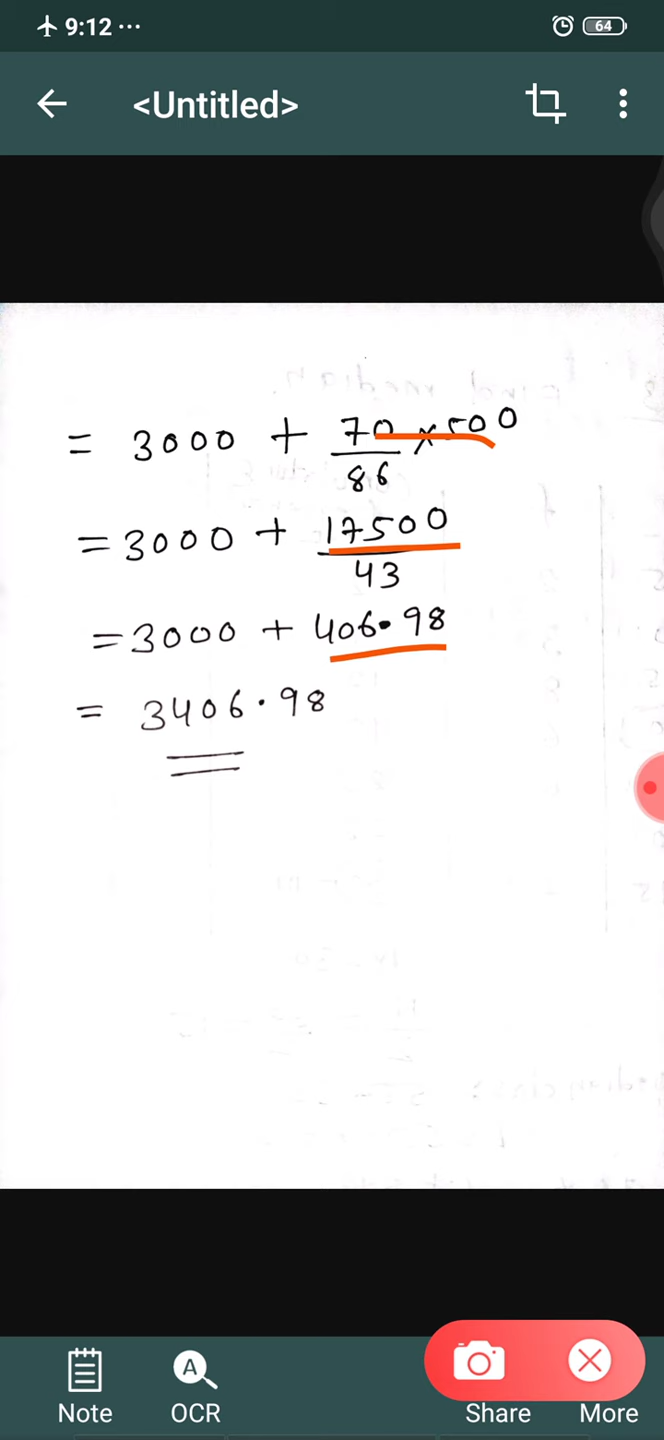 9:12 ...
64
<Untitled>
= 3000 + 70/86 × 500
= 3000 + 17500/43
= 3000 + 406.98
= 3406.98
Note
OCR
Share
More